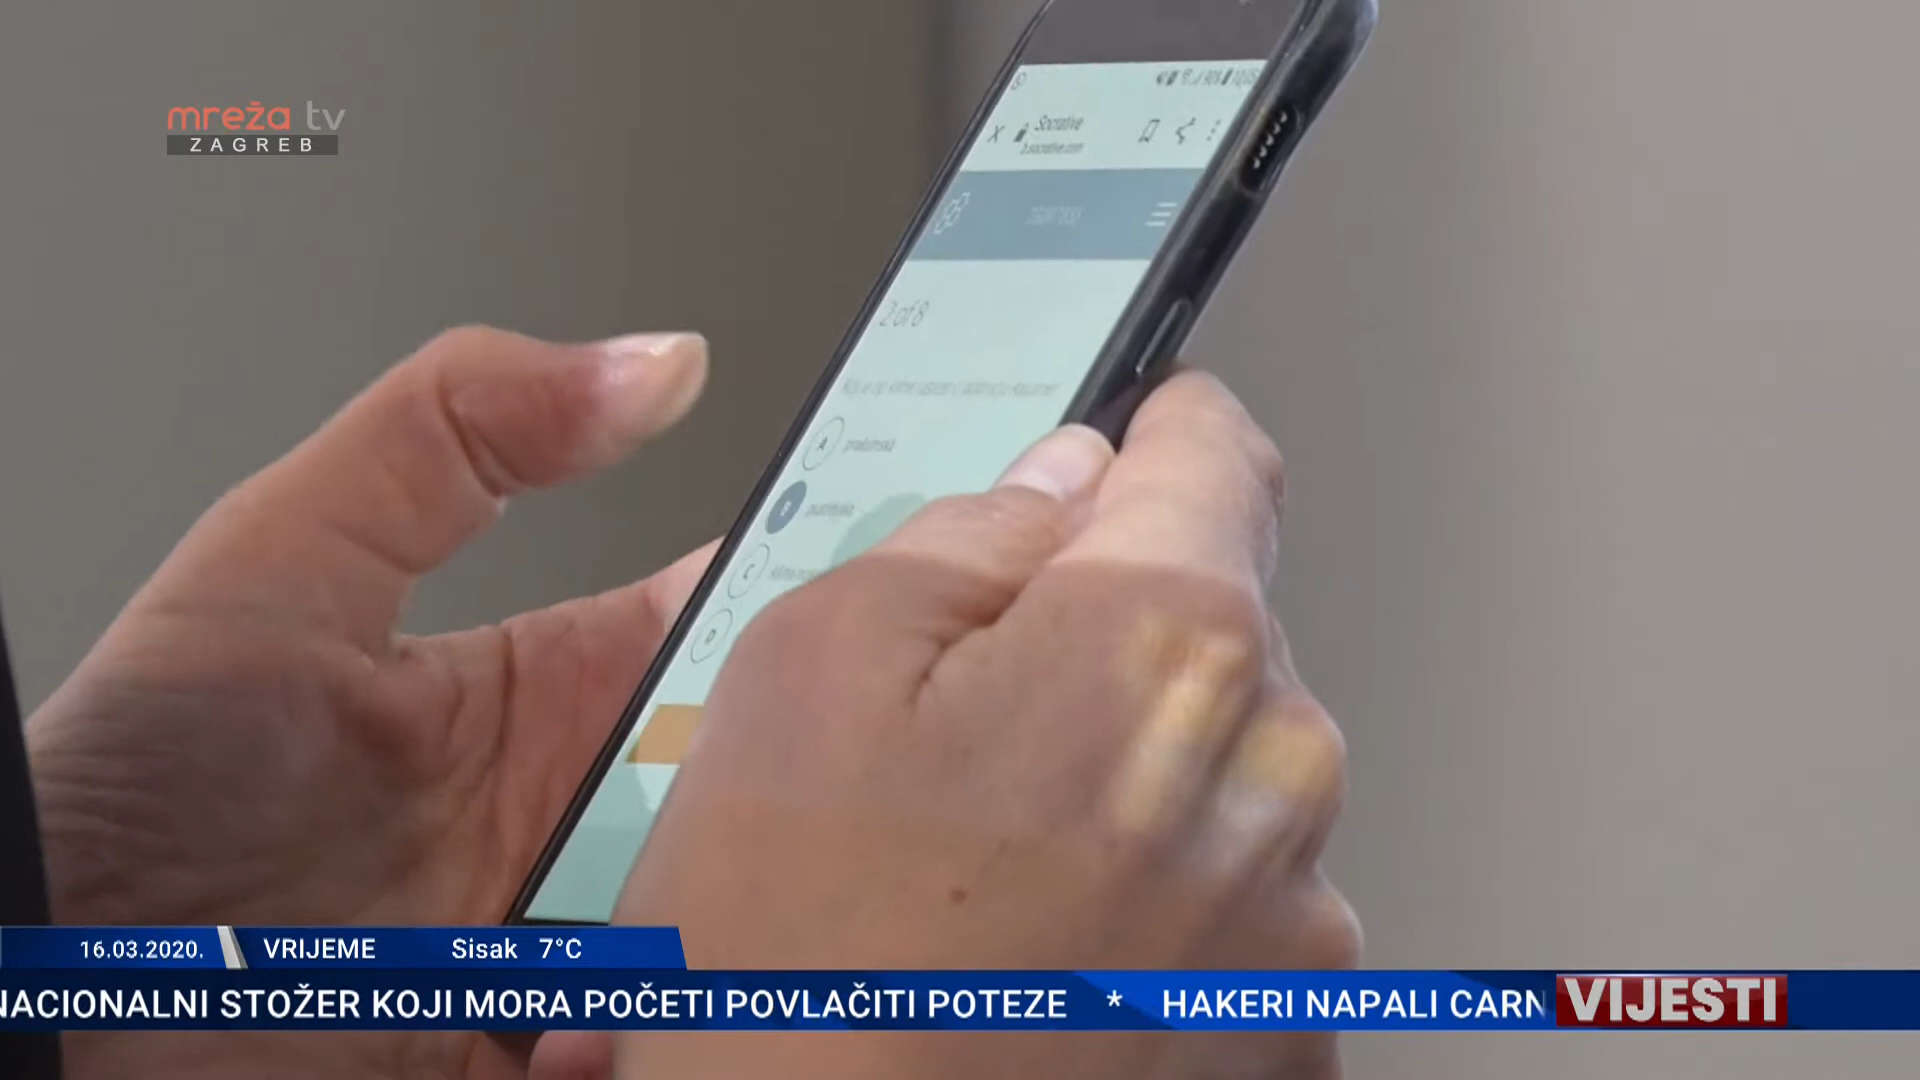 mreža tv
ZAGREB
Socrative
b.socrative.com
2 of 8
A
B
C
D
16.03.2020. VRIJEME Sisak 7°C
NACIONALNI STOŽER KOJI MORA POČETI POVLAČITI POTEZE * HAKERI NAPALI CARN
VIJESTI